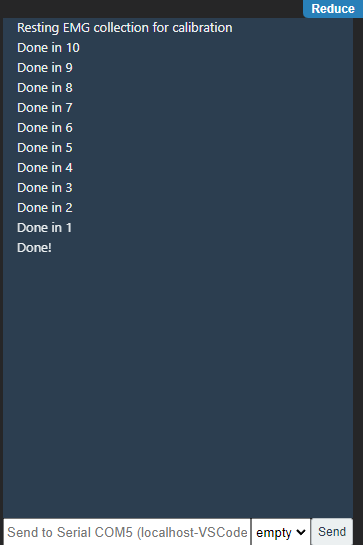 Reduce
Resting EMG collection for calibration
Done in 10
Done in 9
Done in 8
Done in 7
Done in 6
Done in 5
Done in 4
Done in 3
Done in 2
Done in 1
Done!
Send to Serial COM5 (localhost-VSCode empty Send